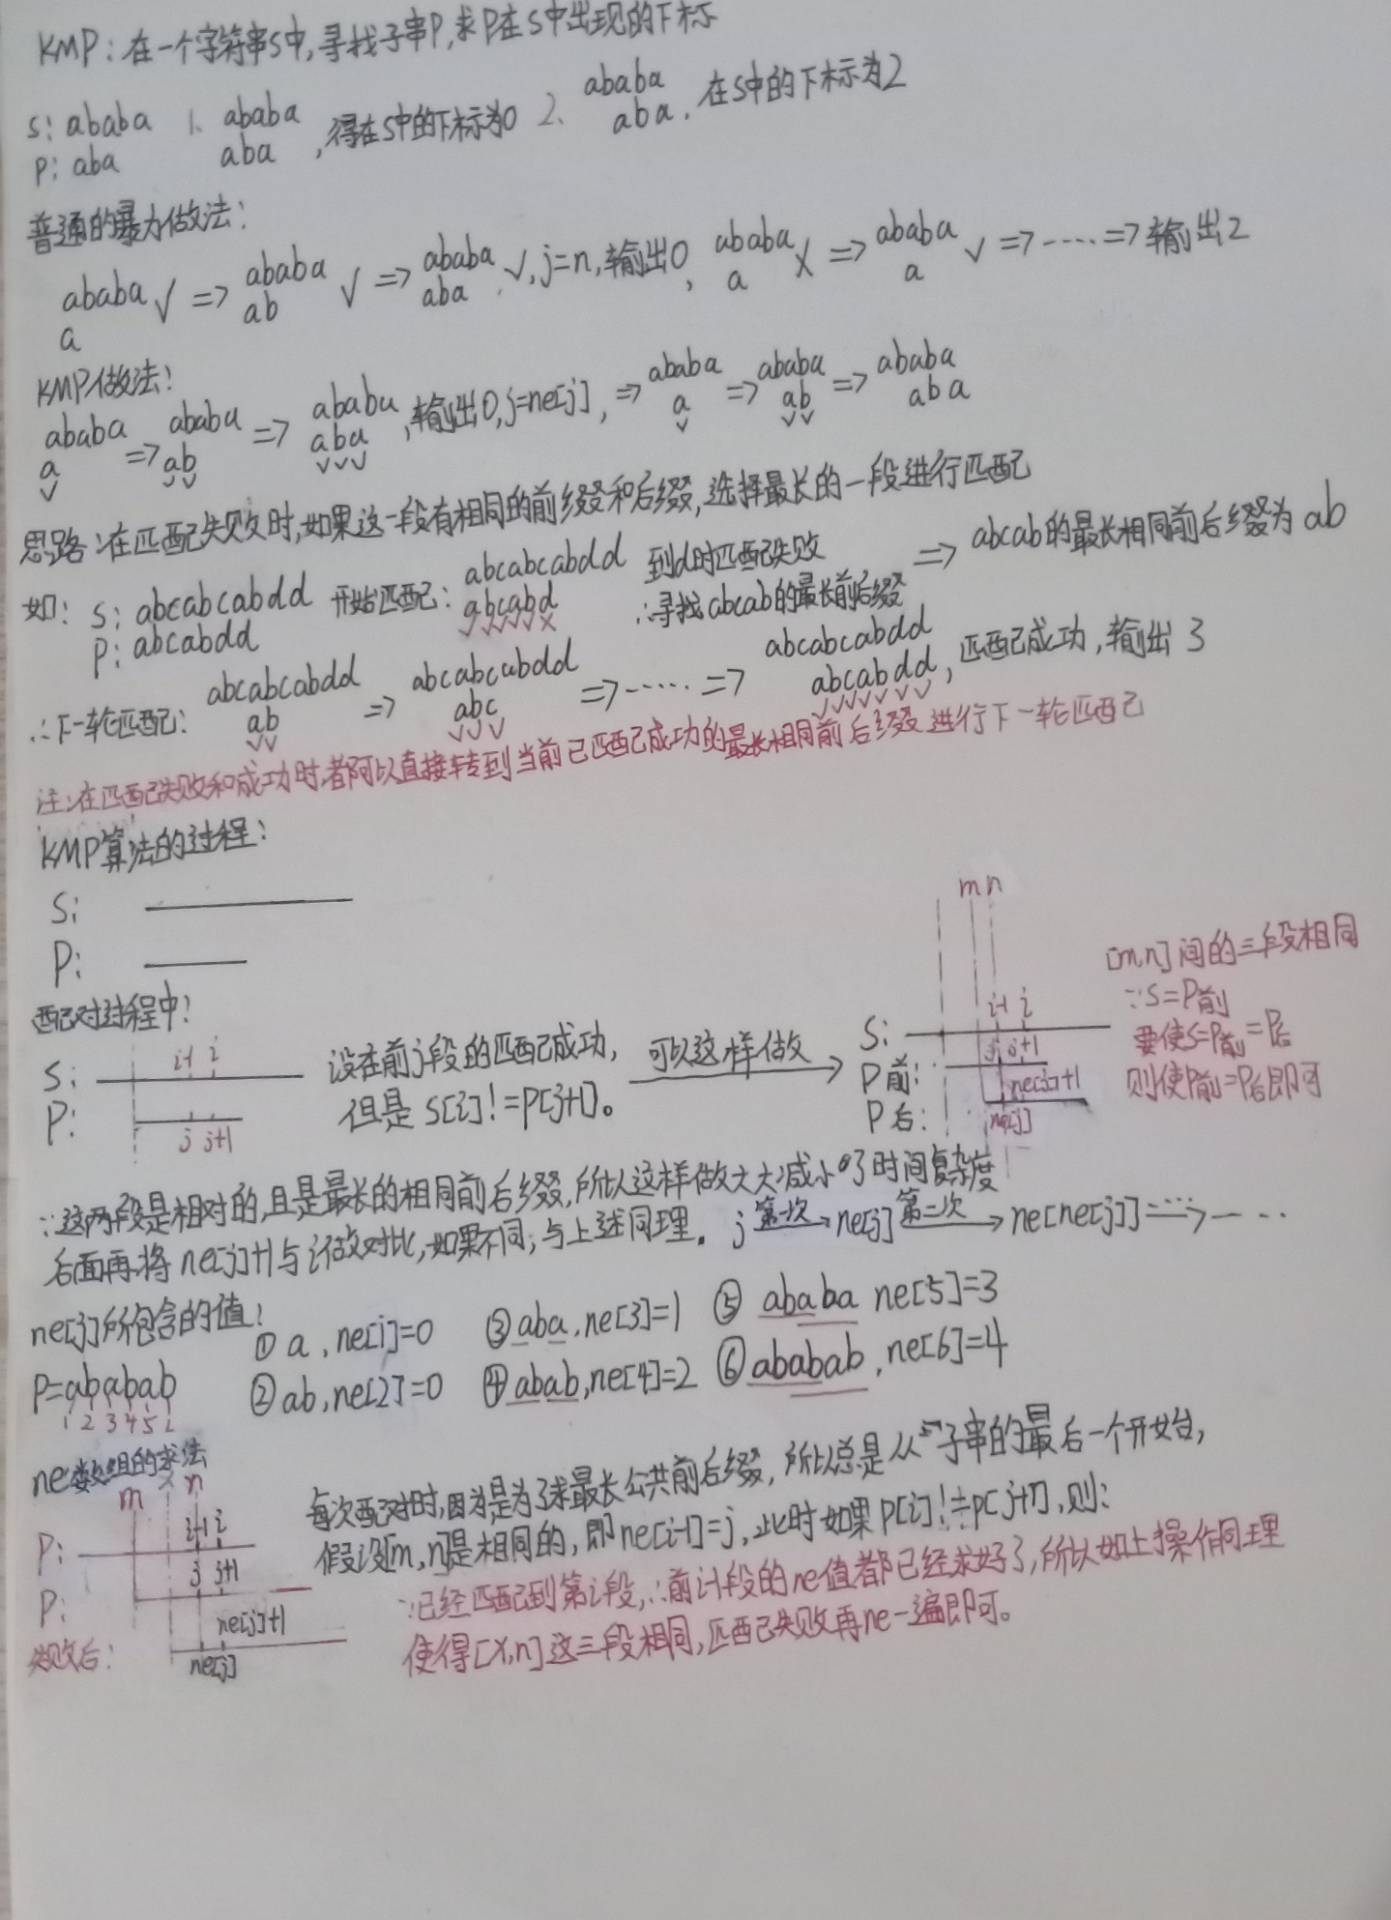 KMP：在一个字符串S中，寻找子串P，求P在S中出现的下标
S：ababa 1、ababa 2、ababa
P：aba aba，得在S中的下标为0 aba，在S中的下标为2
普通的暴力做法：
ababa√ => ababa√ => ababa√，j=n，输出0，ababa× => ababa√ => ····· => 输出2
a ab aba a a
KMP做法：
ababa => ababa => ababa，输出0，j=ne[j]，=> ababa => ababa => ababa
a ab aba a ab aba
思路：在匹配失败时，如果这一段有相同的前缀和后缀，选择最长的一段进行匹配
如：S：abcabcabdd 开始匹配：abcabcabdd 到d时匹配失败 => abcab的最长相同前后缀为ab
P：abcabdd abcabd ∴寻找abcab的最长前后缀
∴下一轮匹配：abcabcabdd => abcabcabdd => ····· => abcabcabdd
ab abc abcabdd，匹配成功，输出3
注：在匹配失败和成功时，都可以直接转到当前已匹配成功的最长相同前后缀进行下一轮匹配
KMP算法的过程：
S：
P：
m n
[m,n]间的三段相同
∵S=P前
要使S=P前=P后
则使P前=P后即可
配对过程中：
S： i-1 i
P： j j+1
设在前j段的匹配成功，
但是S[i]!=P[j+1]。
可以这样做
S： i-1 i
P前： j j+1
P后： ne[j]+1
ne[j]
∵这两段是相对的，且是最长的相同前后缀，所以这样做大大减小了时间复杂度
后面再将ne[j]+1与i做对比，如果不同，与上述同理。j 第一次 → ne[j] 第二次 → ne[ne[j]] ····
ne[j]所包含的值：
①a，ne[1]=0 ③aba，ne[3]=1 ⑤ababa ne[5]=3
P=ababab ②ab，ne[2]=0 ④abab，ne[4]=2 ⑥ababab，ne[6]=4
1 2 3 4 5
ne数组的求法
m x n
P： i-1 i
P： j j+1
ne[j]+1
失败后： ne[j]
每次配对时，因为是为了求最长公共前后缀，所以总是从子串的最后一个开始，
假设[m,n]是相同的，即ne[i-1]=j，此时如果P[i]!=P[j+1]，则：
∵已经匹配到第i段，∴前i段的ne值都已经求好了，所以如上操作同理
使得[x,n]这三段相同，匹配失败再ne一遍即可。